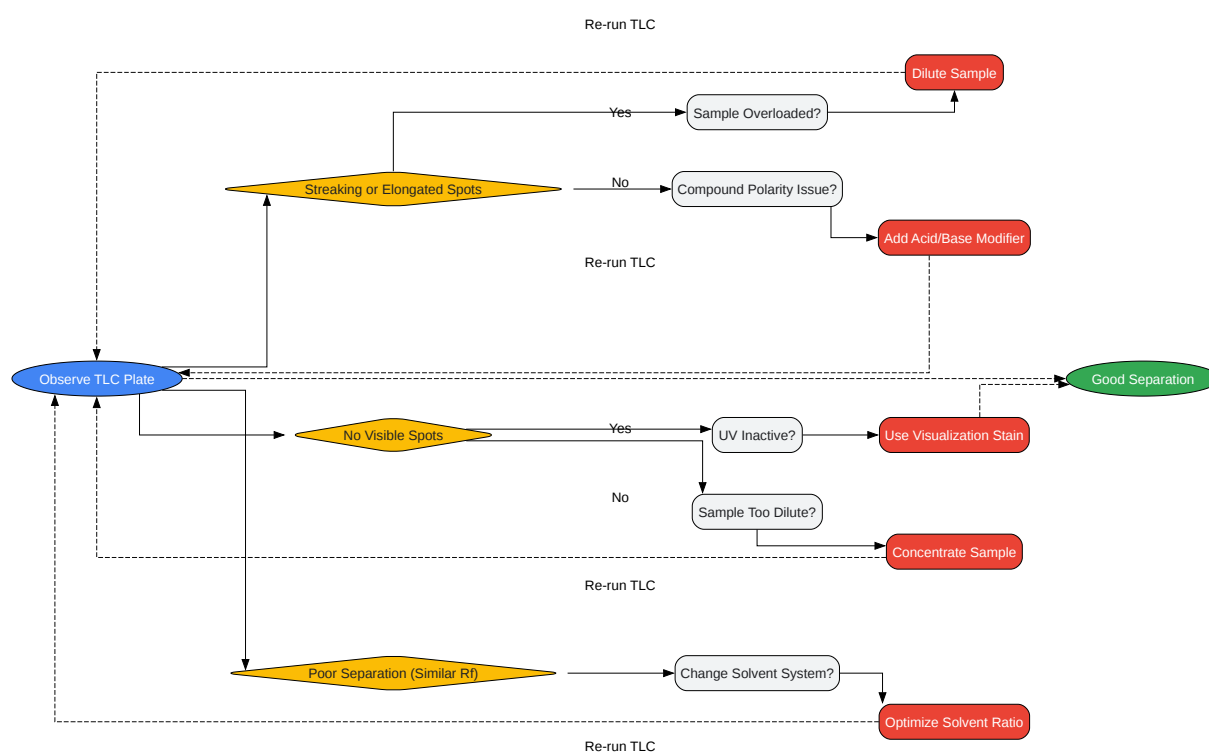 Re-run TLC
Dilute Sample
Yes
Sample Overloaded?
Streaking or Elongated Spots
No
Compound Polarity Issue?
Add Acid/Base Modifier
Re-run TLC
Observe TLC Plate
Good Separation
No Visible Spots
Yes
UV Inactive?
Use Visualization Stain
No
Sample Too Dilute?
Concentrate Sample
Re-run TLC
Poor Separation (Similar Rf)
Change Solvent System?
Optimize Solvent Ratio
Re-run TLC